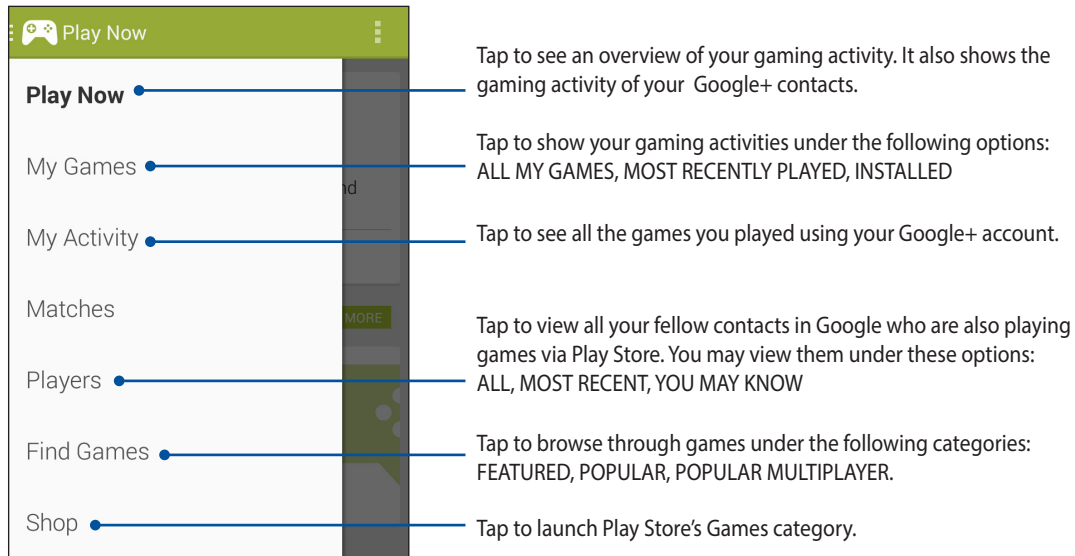 Play Now
Play Now
My Games
My Activity
Matches
Players
Find Games
Shop
nd
MORE
Tap to see an overview of your gaming activity. It also shows the
gaming activity of your Google+ contacts.
Tap to show your gaming activities under the following options:
ALL MY GAMES, MOST RECENTLY PLAYED, INSTALLED
Tap to see all the games you played using your Google+ account.
Tap to view all your fellow contacts in Google who are also playing
games via Play Store. You may view them under these options:
ALL, MOST RECENT, YOU MAY KNOW
Tap to browse through games under the following categories:
FEATURED, POPULAR, POPULAR MULTIPLAYER.
Tap to launch Play Store's Games category.